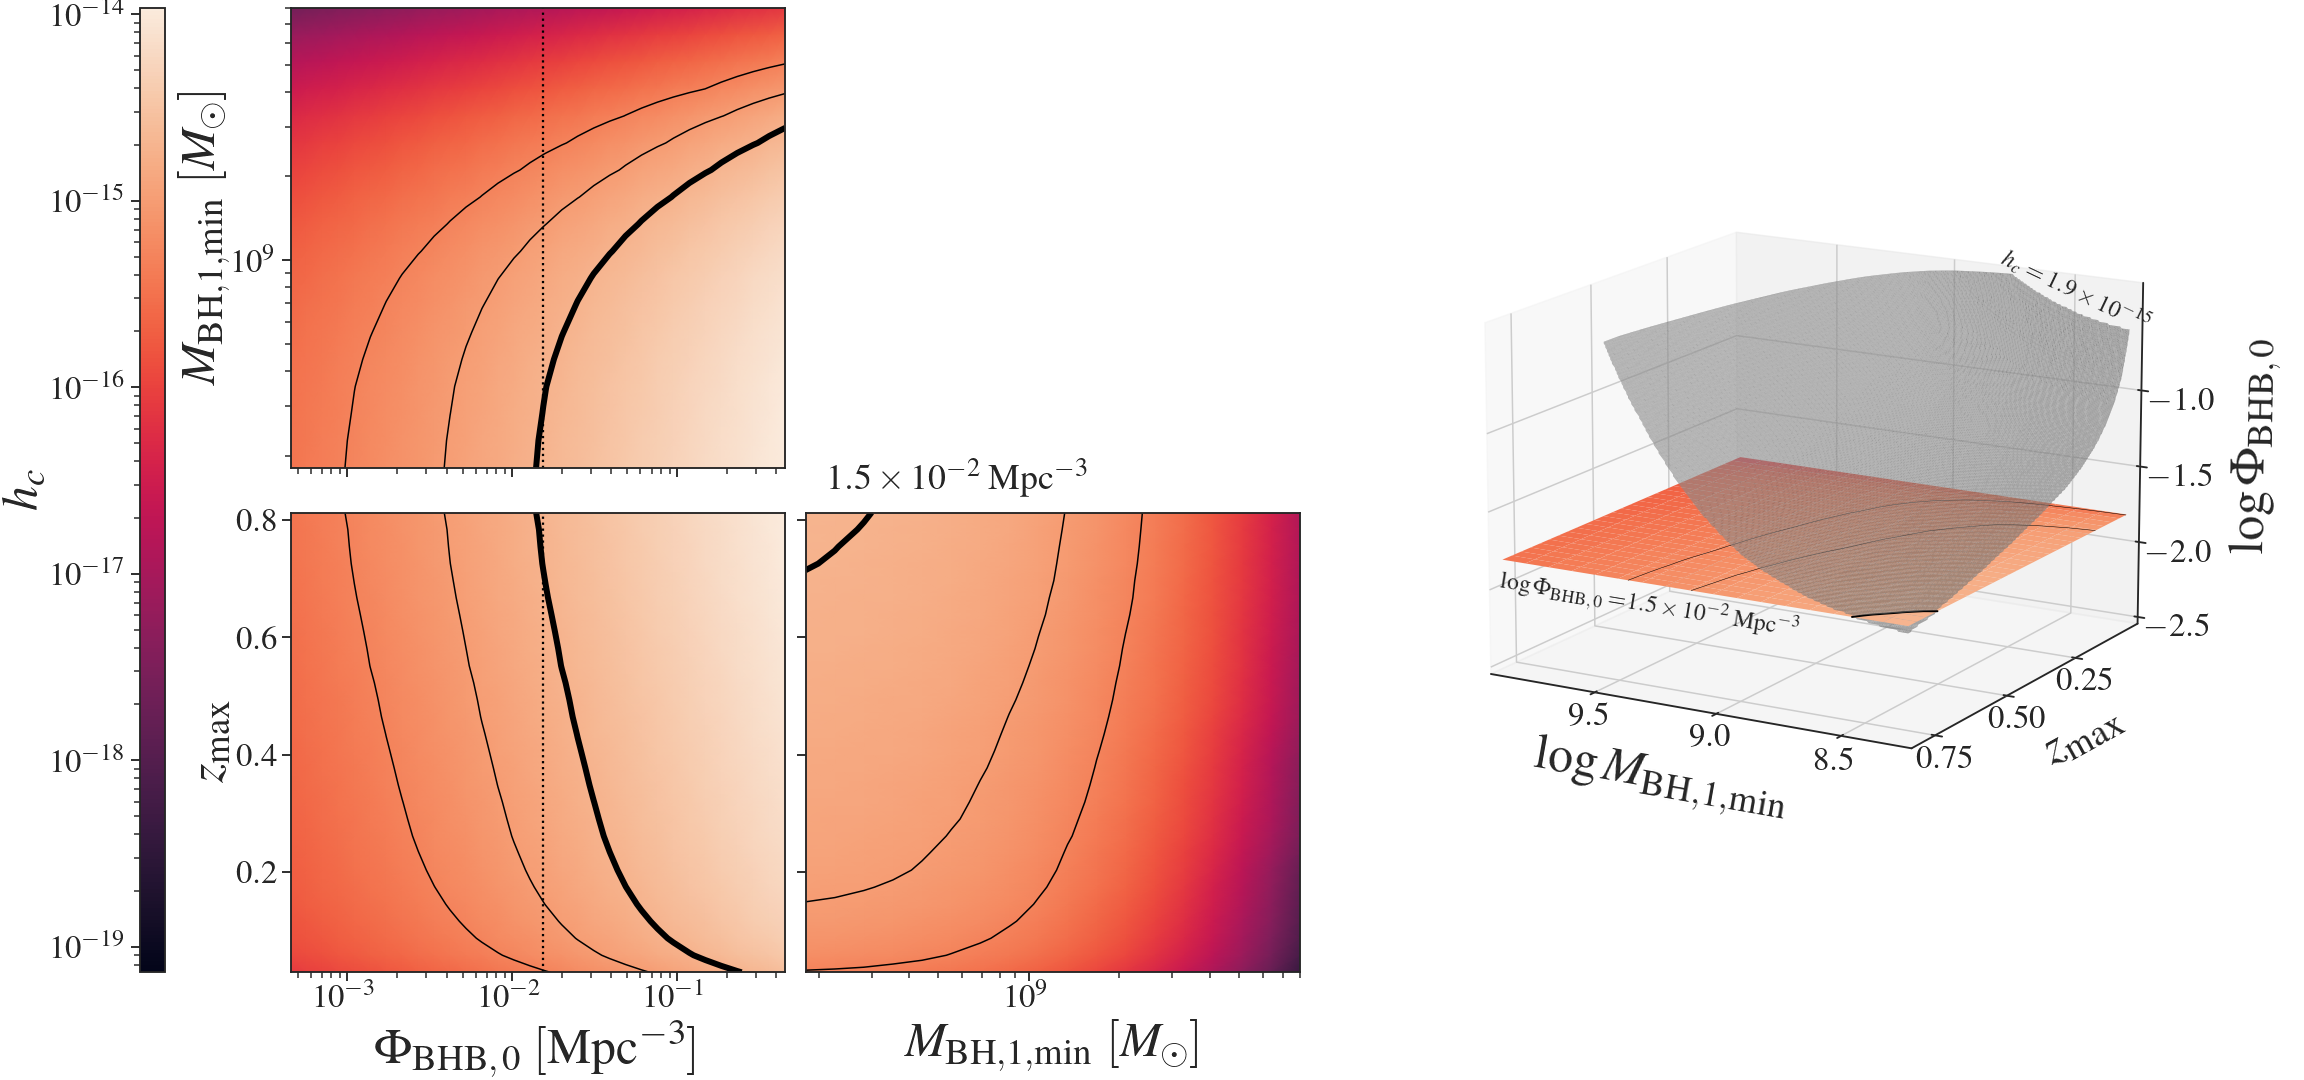 10⁻¹⁴
10⁻¹⁵
10⁻¹⁶
10⁻¹⁷
10⁻¹⁸
10⁻¹⁹
h_c
M_BH,1,min [M_⊙]
10⁹
z_max
0.8
0.6
0.4
0.2
10⁻³ 10⁻² 10⁻¹
Φ_BHB,0 [Mpc⁻³]
1.5 × 10⁻² Mpc⁻³
10⁹
M_BH,1,min [M_⊙]
h_c = 1.9 × 10⁻¹⁵
log Φ_BHB,0 =1.5 × 10⁻² Mpc⁻³
−1.0
−1.5
−2.0
−2.5
log Φ_BHB,0
9.5 9.0 8.5
log M_BH,1,min
0.25
0.50
0.75
z_max